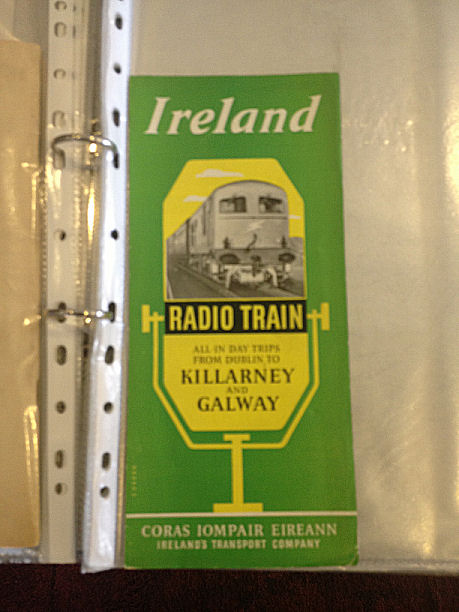 Ireland
RADIO TRAIN
ALL-IN DAY TRIPS
FROM DUBLIN TO
KILLARNEY
AND
GALWAY
CORAS IOMPAIR EIREANN
IRELAND'S TRANSPORT COMPANY